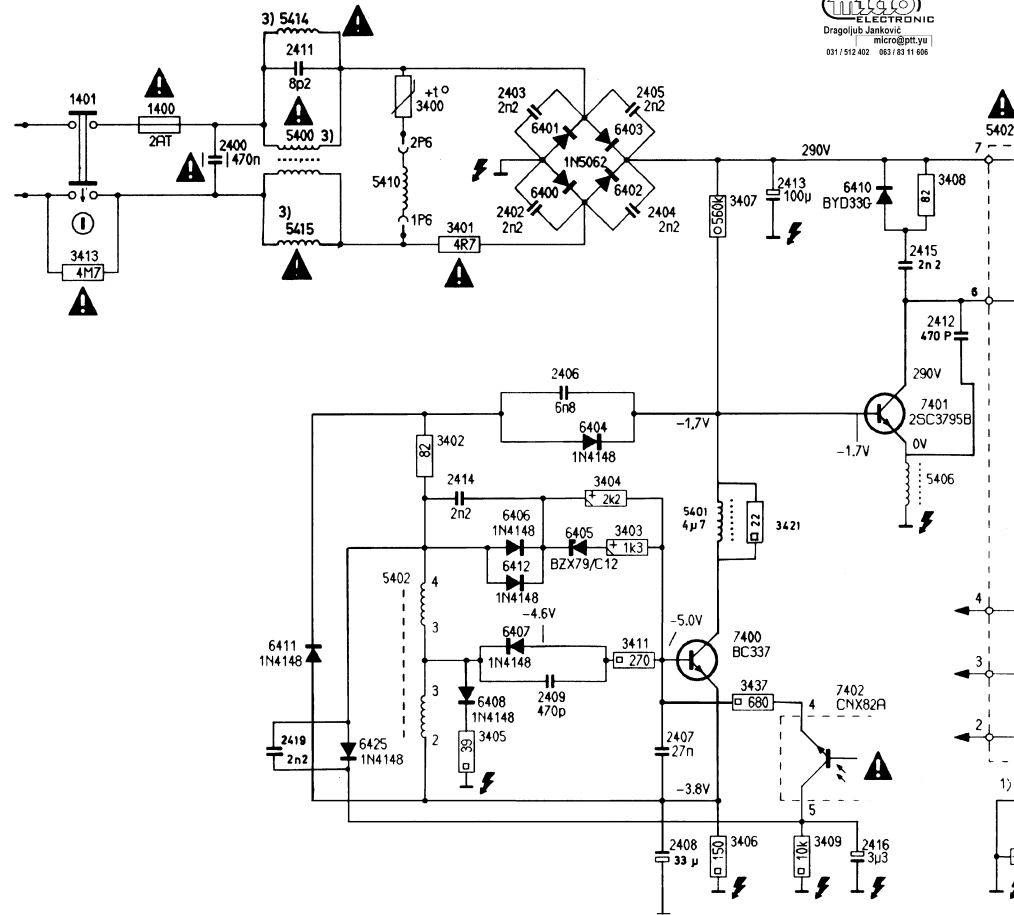 micro
ELECTRONIC
Dragoljub Janković
micro@ptt.yu
031 / 512 402 063 / 83 11 606
3) 5414
2411
8p2
1401
1400
2AT
2400
470n
5400 3)
3)
5415
+t°
3400
2P6
5410
1P6
3401
4R7
3413
4M7
2403
2n2
2405
2n2
6401
6403
1N5062
6400
6402
2402
2n2
2404
2n2
290V
560k
3407
2413
100µ
6410
BYD33G
82
3408
2415
2n2
7
5402
6
2412
470 P
290V
7401
2SC3795B
0V
-1,7V
5406
2406
6n8
6404
1N4148
-1,7V
82
3402
2414
2n2
3404
2k2
6406
1N4148
6405
BZX79/C12
3403
1k3
6412
1N4148
5401
4µ7
22
3421
5402
4
3
3
2
-4.6V
6407
1N4148
2409
470p
3411
270
-5.0V
7400
BC337
6411
1N4148
6408
1N4148
39
3405
3437
680
7402
CNX82A
4
5
2407
27n
2419
2n2
6425
1N4148
-3.8V
2408
33 µ
150
3406
10k
3409
2416
3µ3
4
3
2
1)